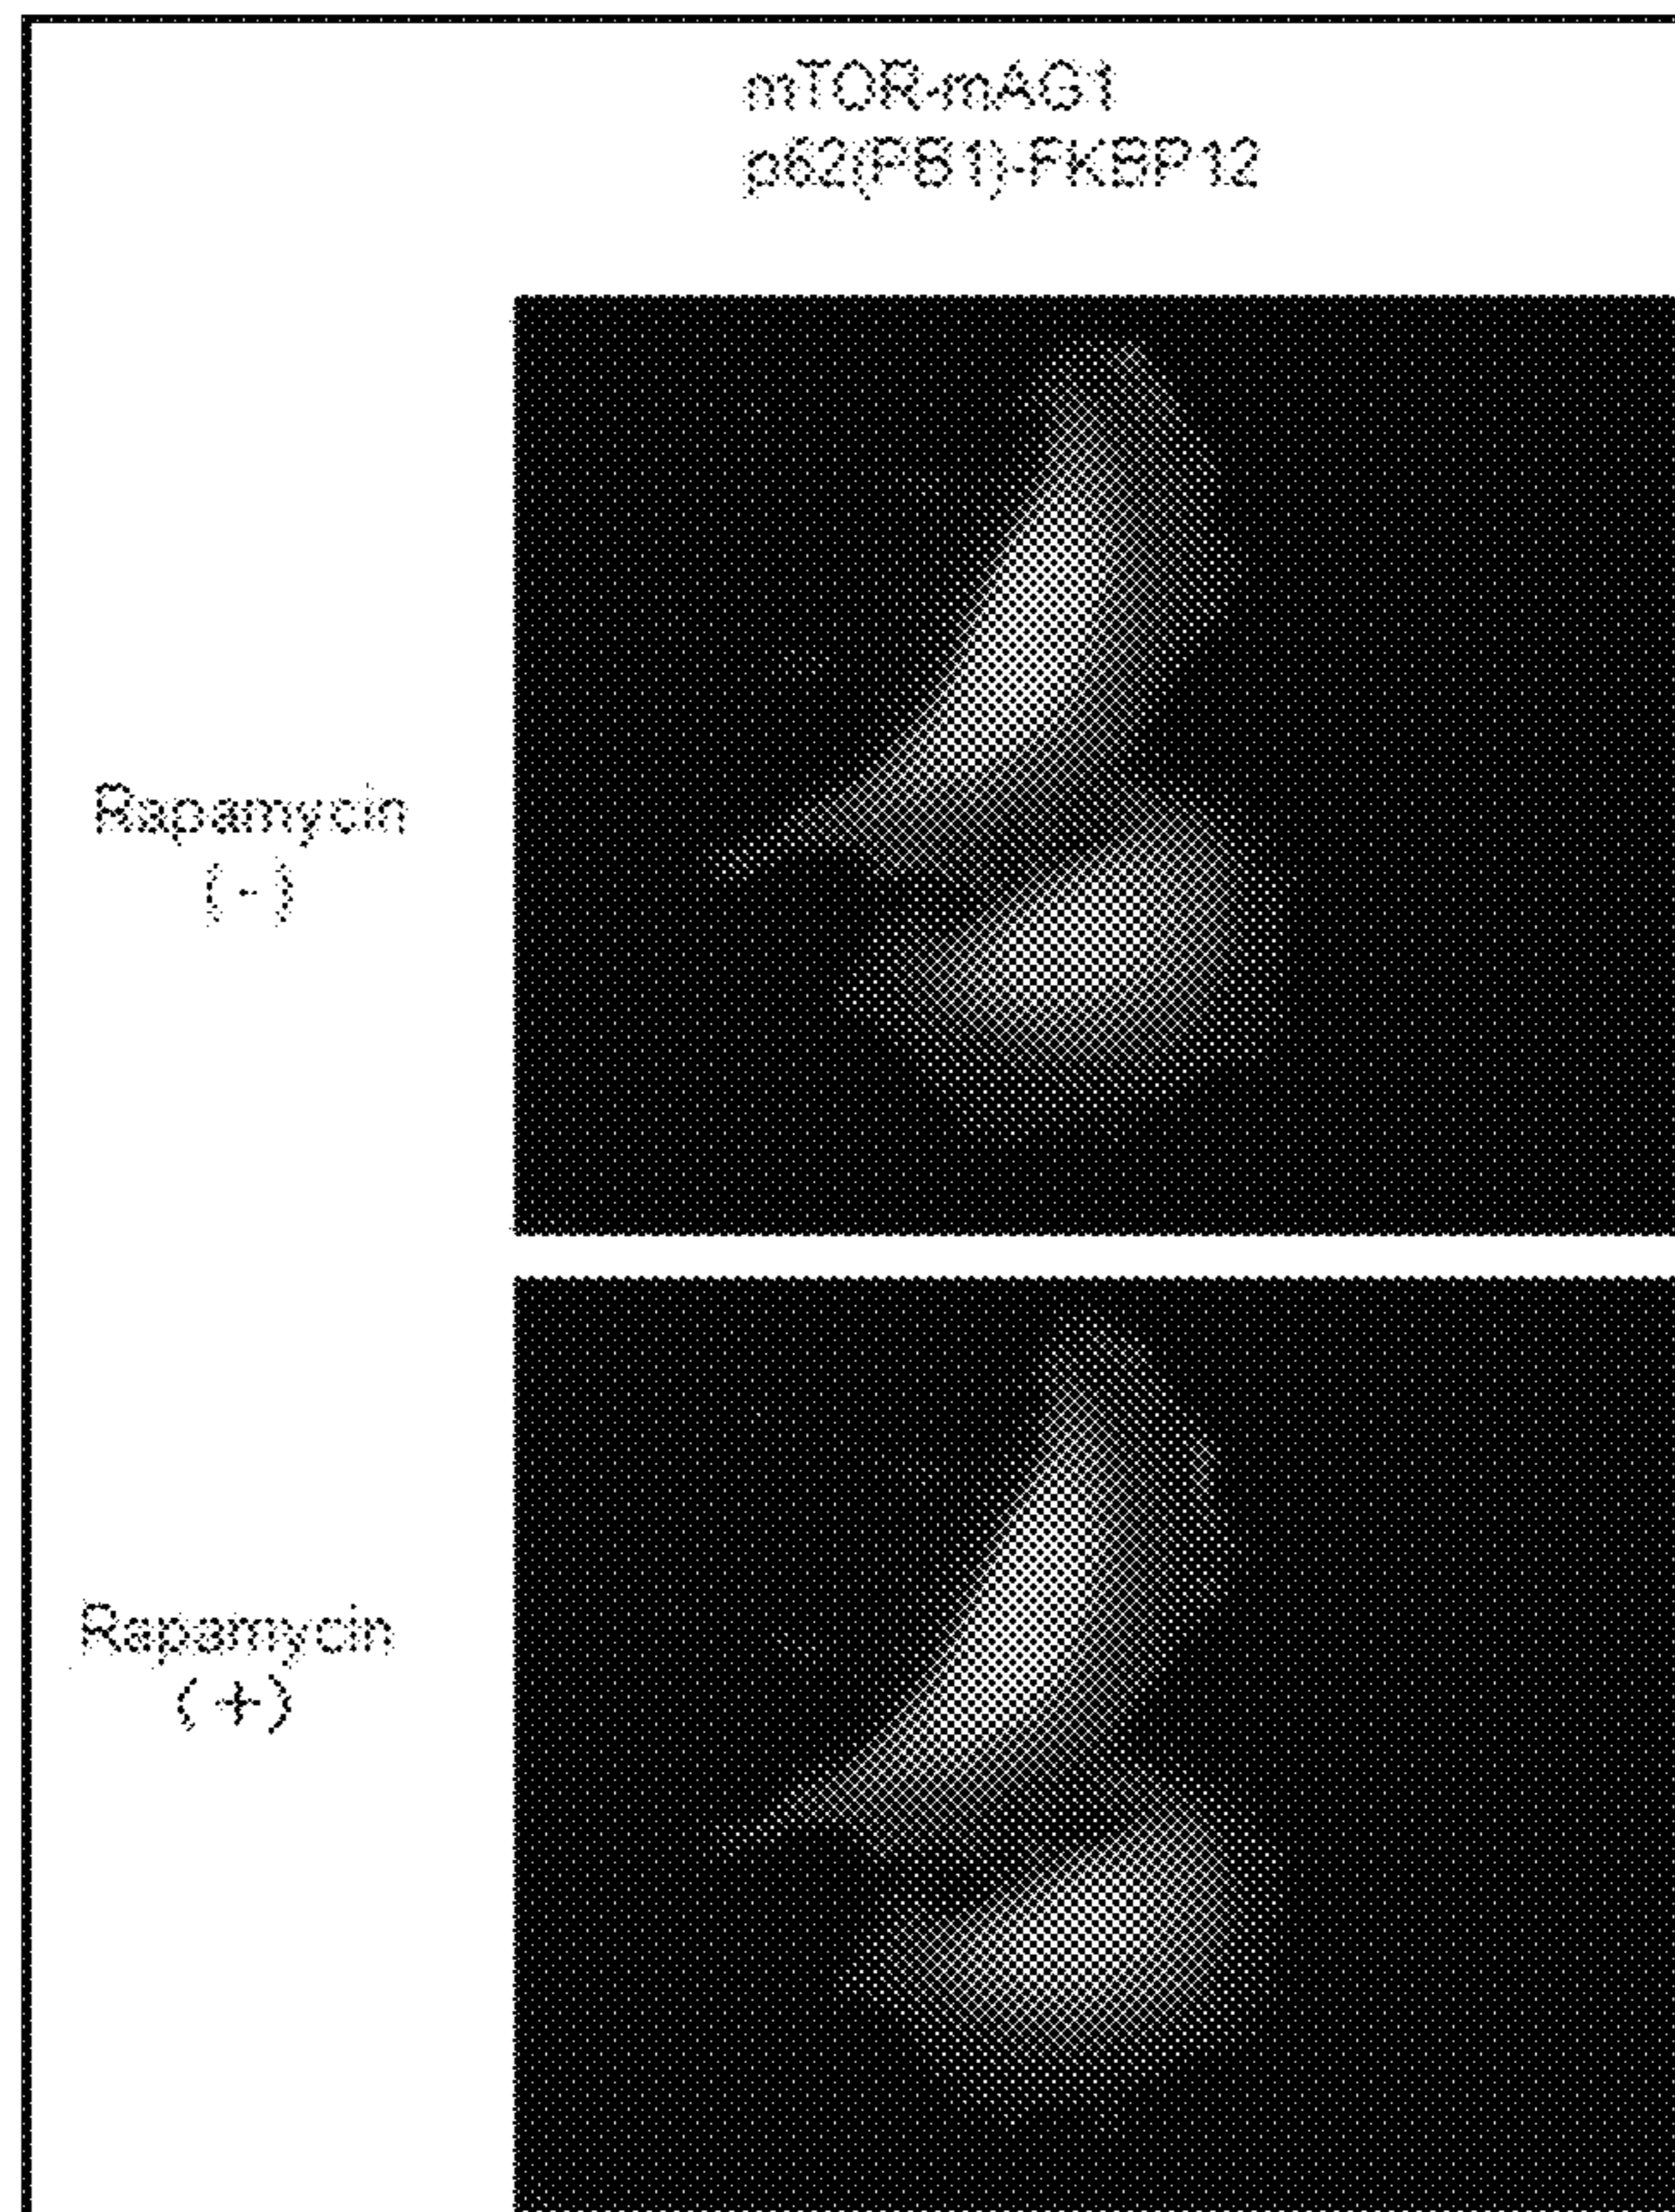 mTOR-mAG1
p62(PB1)-FKBP12
Rapamycin
(-)
Rapamycin
(+)